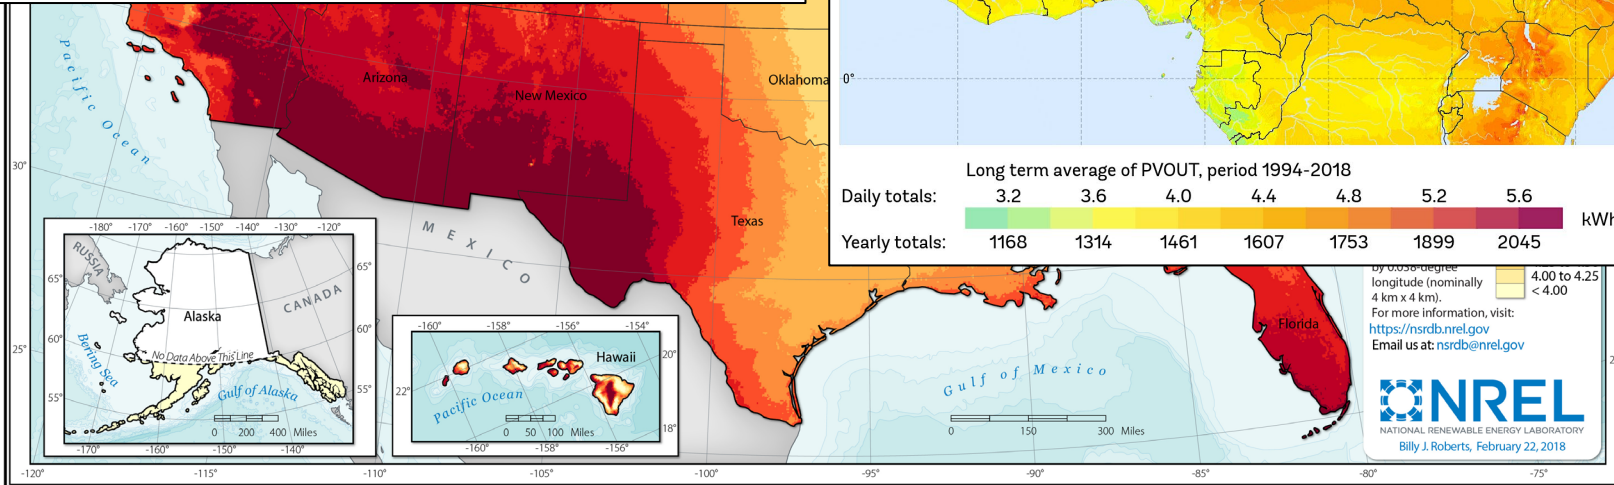 Pacific Ocean
Arizona
New Mexico
Oklahoma
Texas
MEXICO
30°
25°
-180° -170° -160° -150° -140° -130° -120°
RUSSIA
65°
65°
CANADA
Alaska
60°
60°
No Data Above This Line
Bering Sea
Gulf of Alaska
55°
55°
0 200 400 Miles
-170° -160° -150° -140°
-160° -158° -156° -154°
Hawaii
20°
22°
Pacific Ocean
0 50 100 Miles
18°
-160° -158° -156°
0°
Long term average of PVOUT, period 1994-2018
Daily totals: 3.2 3.6 4.0 4.4 4.8 5.2 5.6
kWh
Yearly totals: 1168 1314 1461 1607 1753 1899 2045
by 0.038-degree
longitude (nominally
4 km x 4 km).
For more information, visit:
https://nsrdb.nrel.gov
Email us at: nsrdb@nrel.gov
4.00 to 4.25
< 4.00
Florida
Gulf of Mexico
0 150 300 Miles
NREL
NATIONAL RENEWABLE ENERGY LABORATORY
Billy J. Roberts, February 22, 2018
-120° -115° -110° -105° -100° -95° -90° -85° -80° -75°